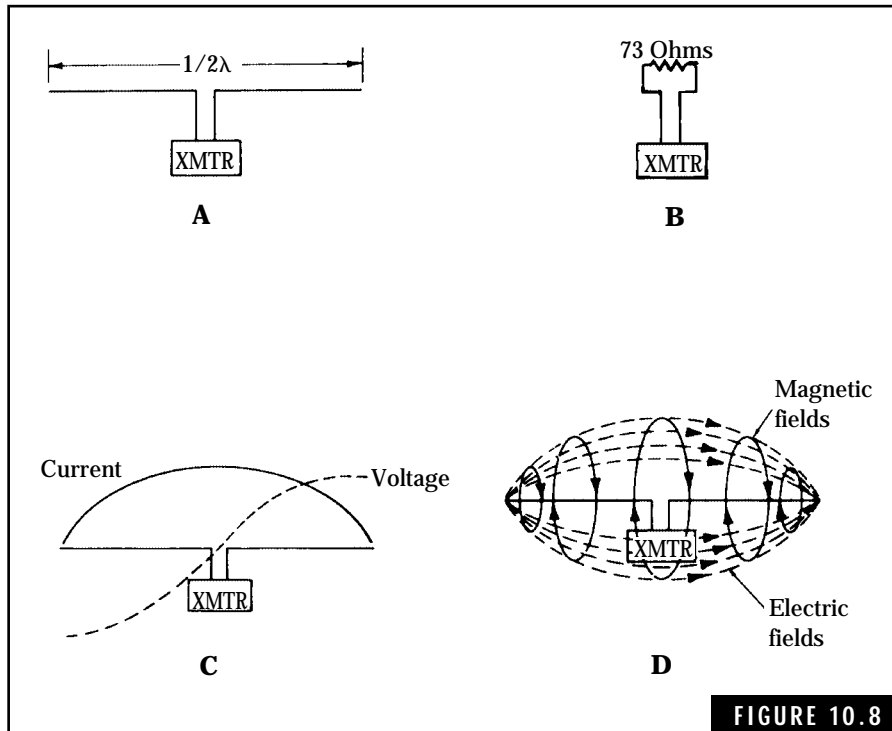 1/2λ
XMTR
A
73 Ohms
XMTR
B
Current
Voltage
XMTR
C
Magnetic
fields
XMTR
Electric
fields
D
FIGURE 10.8